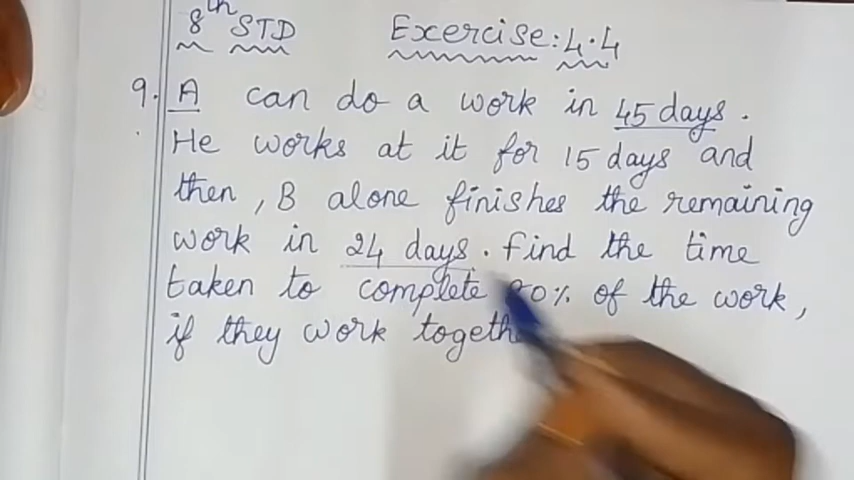 8th STD Exercise: 4.4
9. A can do a work in 45 days.
He works at it for 15 days and
then, B alone finishes the remaining
work in 24 days. Find the time
taken to complete of the work,
if they work